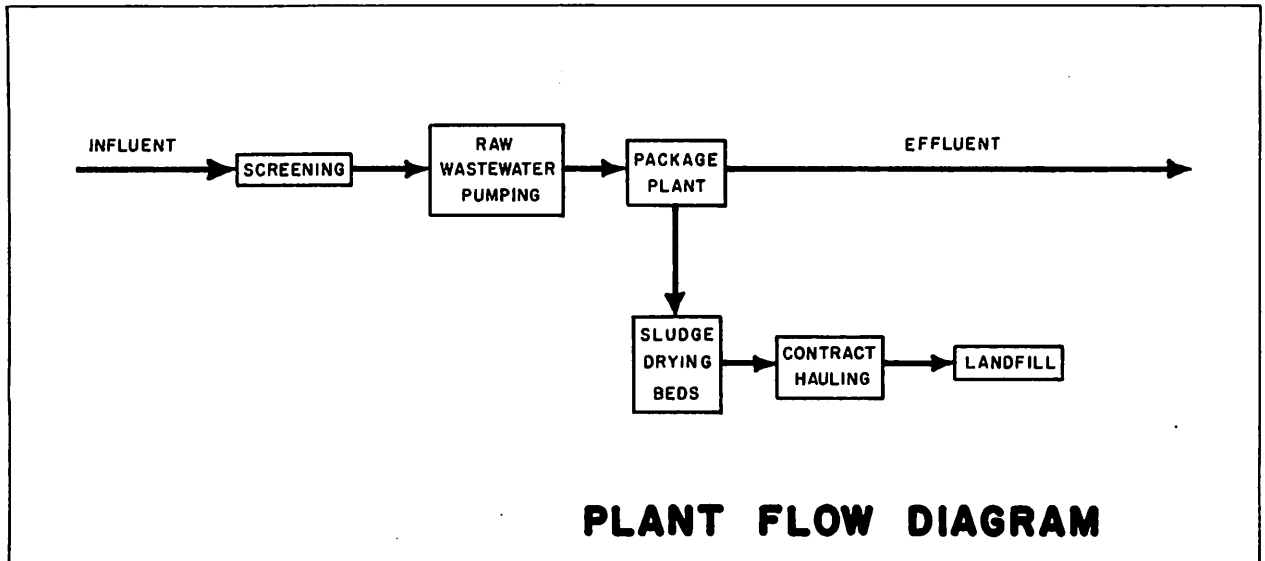 INFLUENT
SCREENING
RAW
WASTEWATER
PUMPING
PACKAGE
PLANT
EFFLUENT
SLUDGE
DRYING
BEDS
CONTRACT
HAULING
LANDFILL
PLANT FLOW DIAGRAM